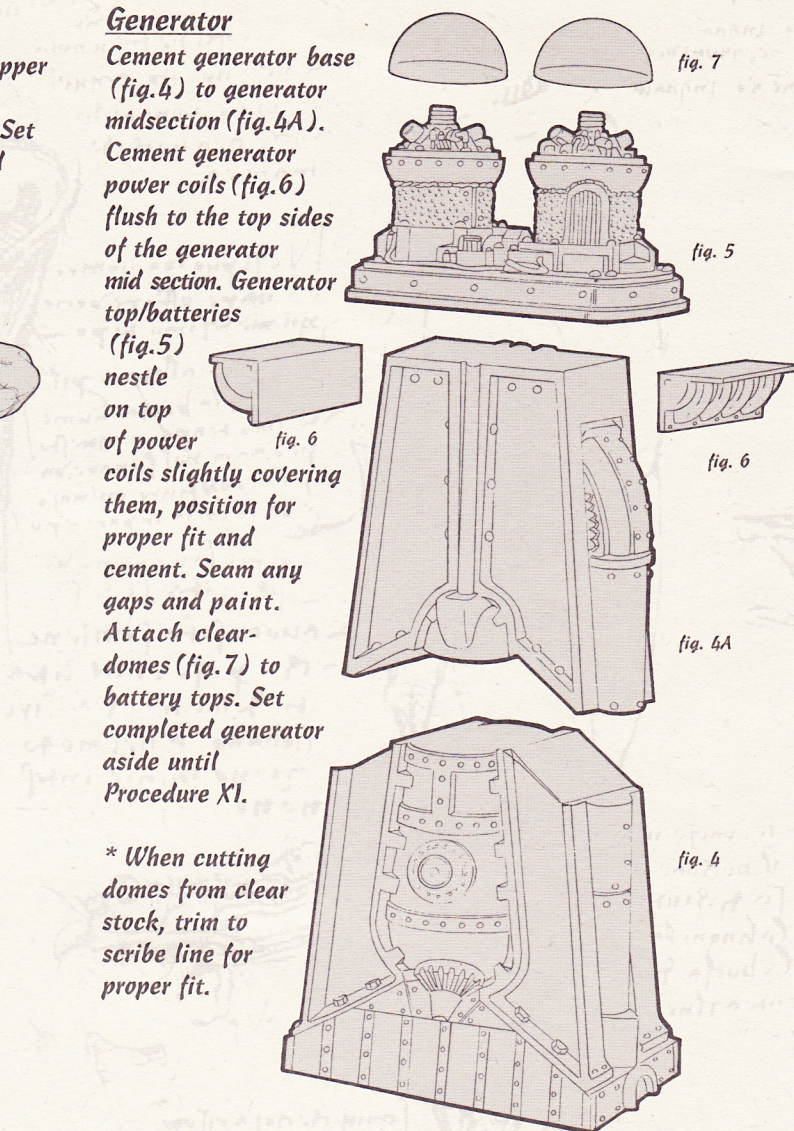 pper
Set
Generator
Cement generator base
(fig.4) to generator
midsection (fig.4A).
Cement generator
power coils (fig.6)
flush to the top sides
of the generator
mid section. Generator
top/batteries
(fig.5)
nestle
on top
of power
coils slightly covering
them, position for
proper fit and
cement. Seam any
gaps and paint.
Attach clear-
domes (fig.7) to
battery tops. Set
completed generator
aside until
Procedure XI.
* When cutting
domes from clear
stock, trim to
scribe line for
proper fit.
fig. 7
fig. 5
fig. 6
fig. 6
fig. 4A
fig. 4